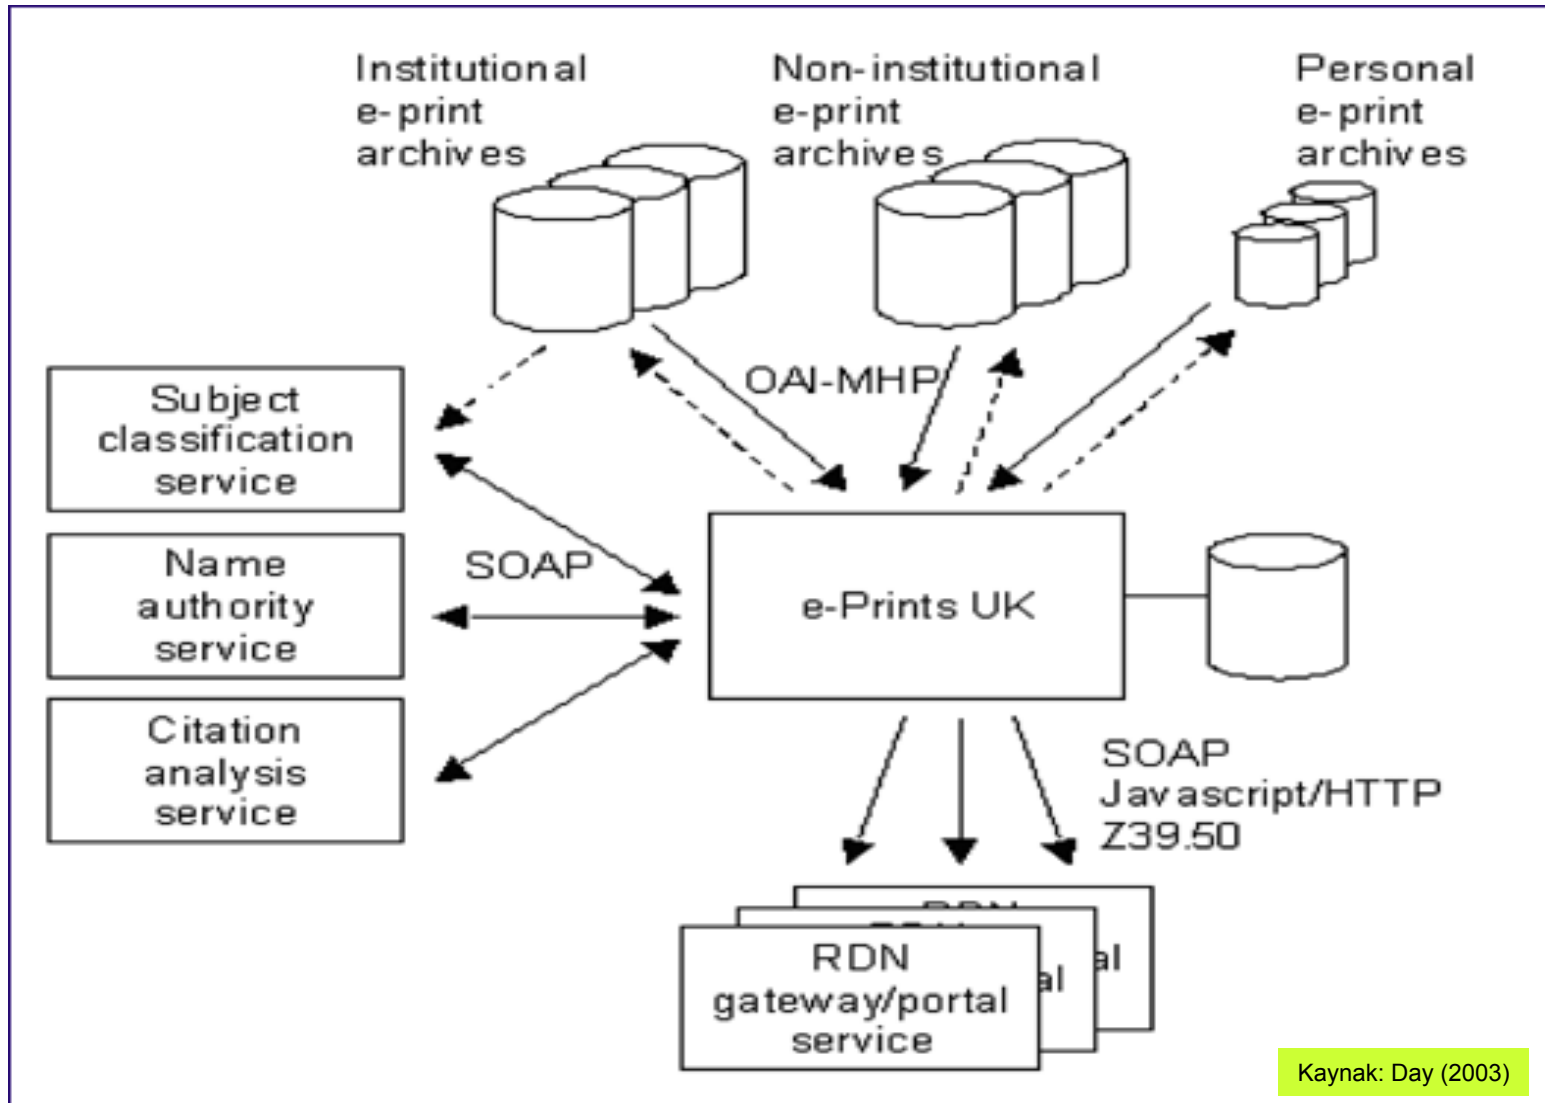 Institutional
e-print
archives
Non-institutional
e-print
archives
Personal
e-print
archives
OAI-MHP
Subject
classification
service
Name
authority
service
Citation
analysis
service
SOAP
e-Prints UK
SOAP
Javascript/HTTP
Z39.50
RDN
gateway/portal
service
Kaynak: Day (2003)